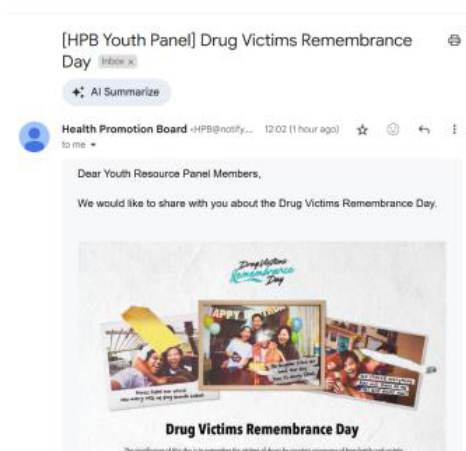 [HPB Youth Panel] Drug Victims Remembrance
Day Inbox x
AI Summarize
Health Promotion Board <HPB@notify... 12:02 (1 hour ago)
to me
Dear Youth Resource Panel Members,
We would like to share with you about the Drug Victims Remembrance Day.
Drug Victims
Remembrance
Day
Drug Victims Remembrance Day